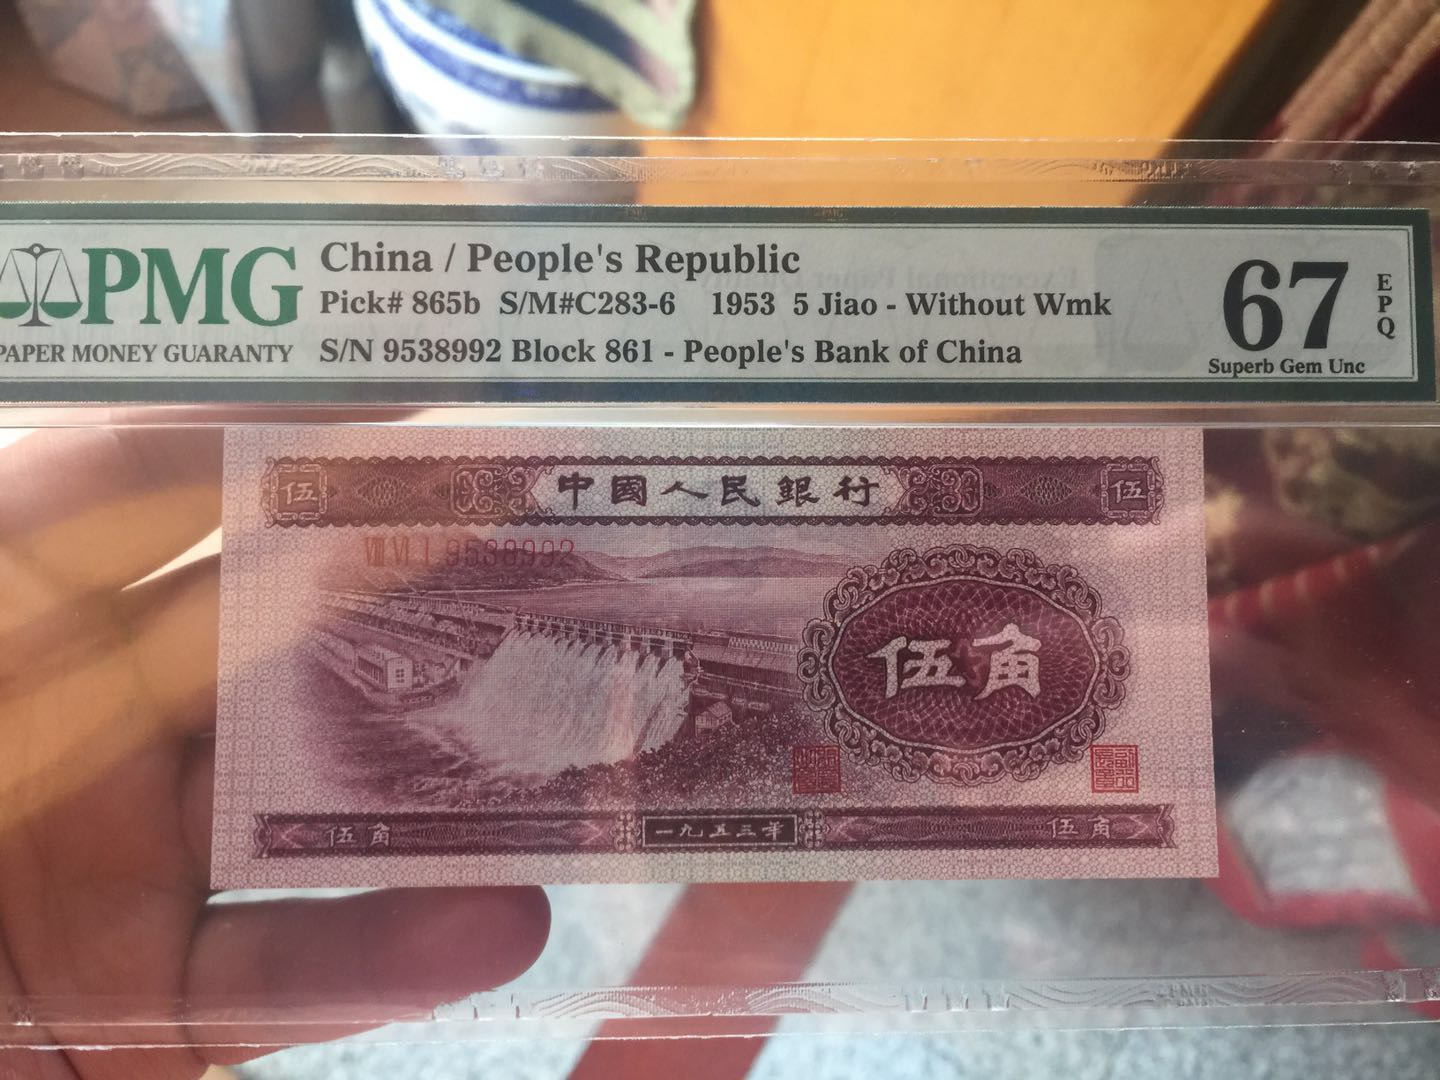 PMG
PAPER MONEY GUARANTY
China / People's Republic
Pick# 865b S/M#C283-6 1953 5 Jiao - Without Wmk
S/N 9538992 Block 861 - People's Bank of China
67
EPQ
Superb Gem Unc
伍 中國人民銀行 伍
VIII VI I 9538992
伍角
伍角 一九五三年 伍角